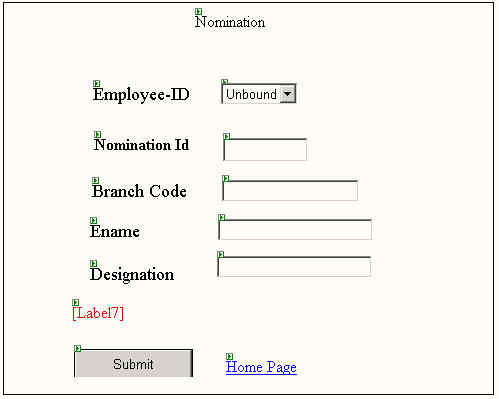 Nomination
Employee-ID Unbound
Nomination Id
Branch Code
Ename
Designation
[Label7]
Submit Home Page